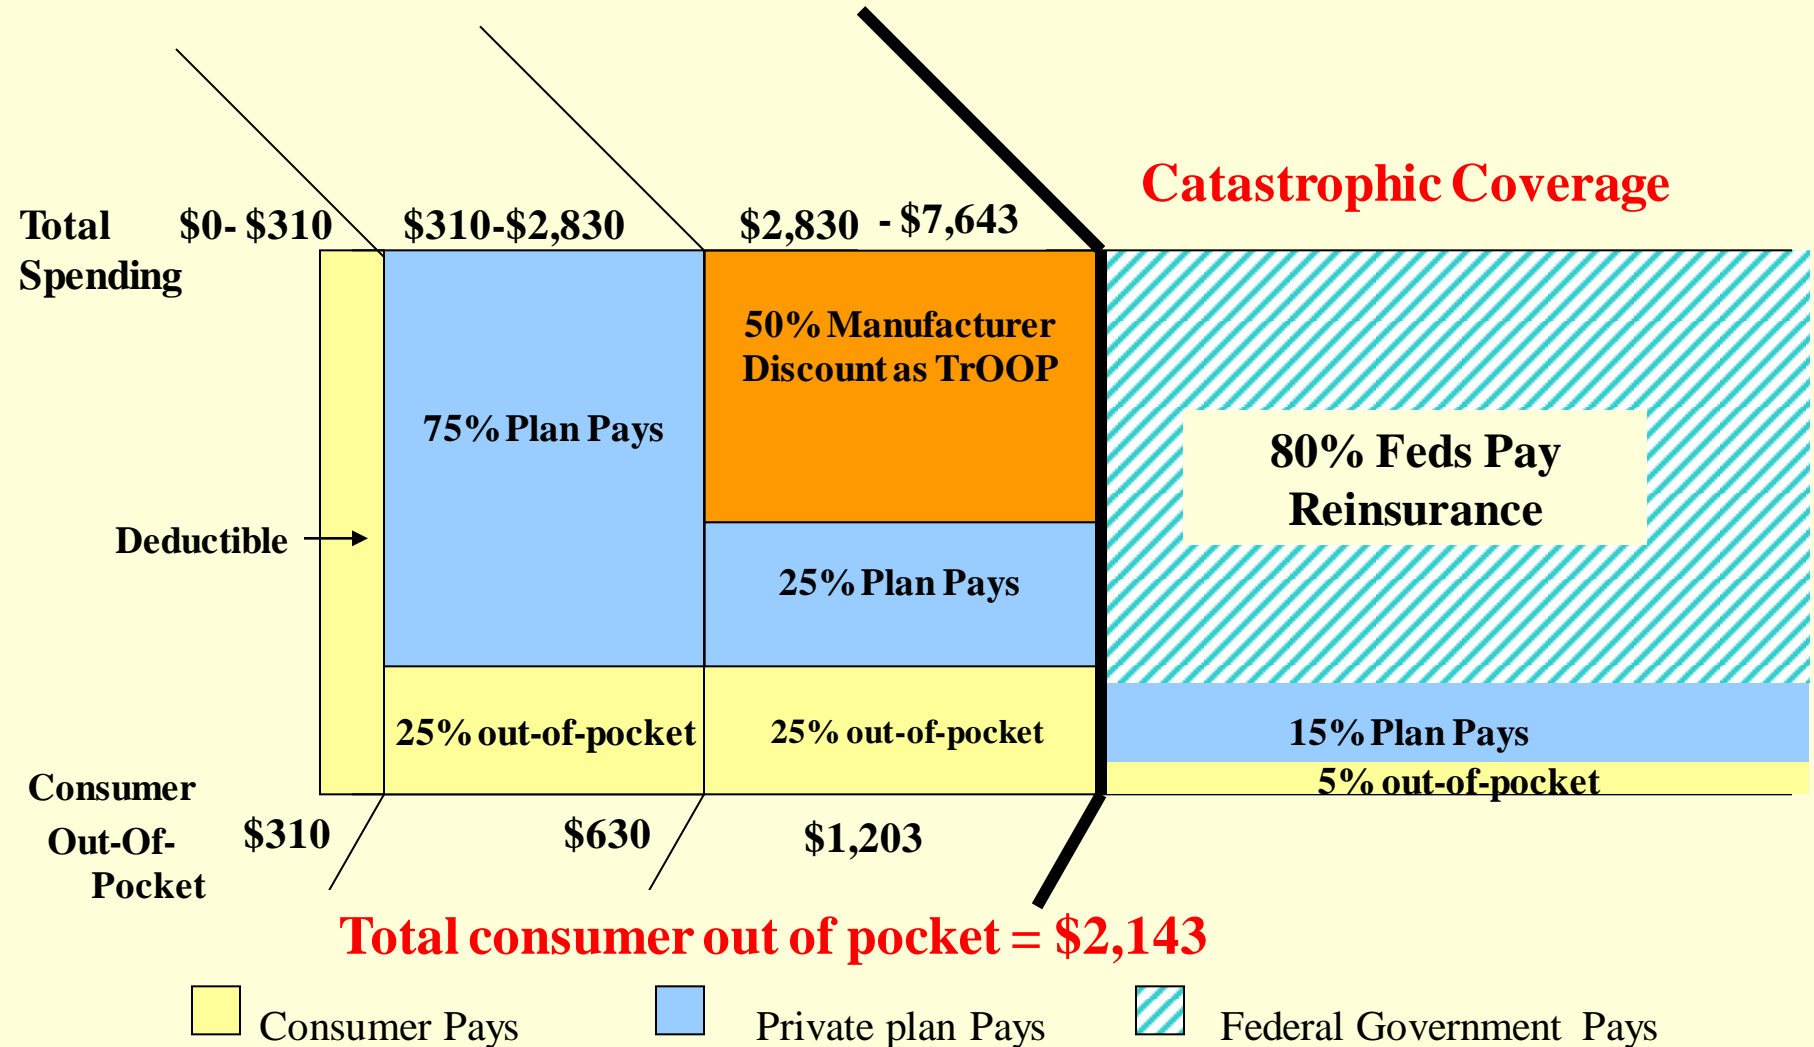 Catastrophic Coverage
Total Spending
$0- $310
$310-$2,830
$2,830 - $7,643
50% Manufacturer
Discount as TrOOP
75% Plan Pays
80% Feds Pay
Reinsurance
Deductible
25% Plan Pays
25% out-of-pocket
25% out-of-pocket
15% Plan Pays
5% out-of-pocket
Consumer
Out-Of-
Pocket
$310
$630
$1,203
Total consumer out of pocket = $2,143
Consumer Pays
Private plan Pays
Federal Government Pays